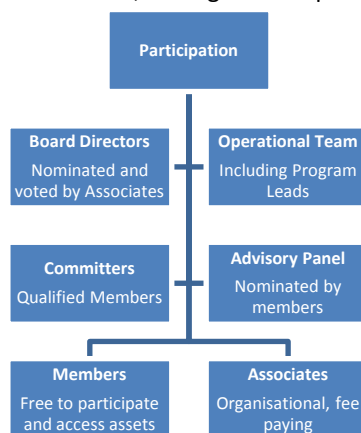 Participation
Board Directors
Nominated and
voted by Associates
Operational Team
Including Program
Leads
Committers
Qualified Members
Advisory Panel
Nominated by
members
Members
Free to participate
and access assets
Associates
Organisational, fee
paying